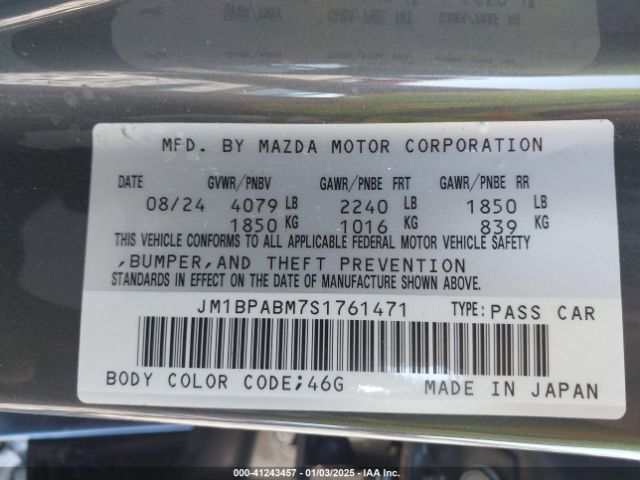 MFD. BY MAZDA MOTOR CORPORATION
DATE GVWR/PNBV GAWR/PNBE FRT GAWR/PNBE RR
08/24 4079 LB 2240 LB 1850 LB
1850 KG 1016 KG 839 KG
THIS VEHICLE CONFORMS TO ALL APPLICABLE FEDERAL MOTOR VEHICLE SAFETY
,BUMPER,AND THEFT PREVENTION
STANDARDS IN EFFECT ON THE DATE OF MANUFACTURE SHOWN ABOVE.
JM1BPABM7S1761471 TYPE:PASS CAR
BODY COLOR CODE;46G MADE IN JAPAN
000-41243457 - 01/03/2025 - IAA Inc.